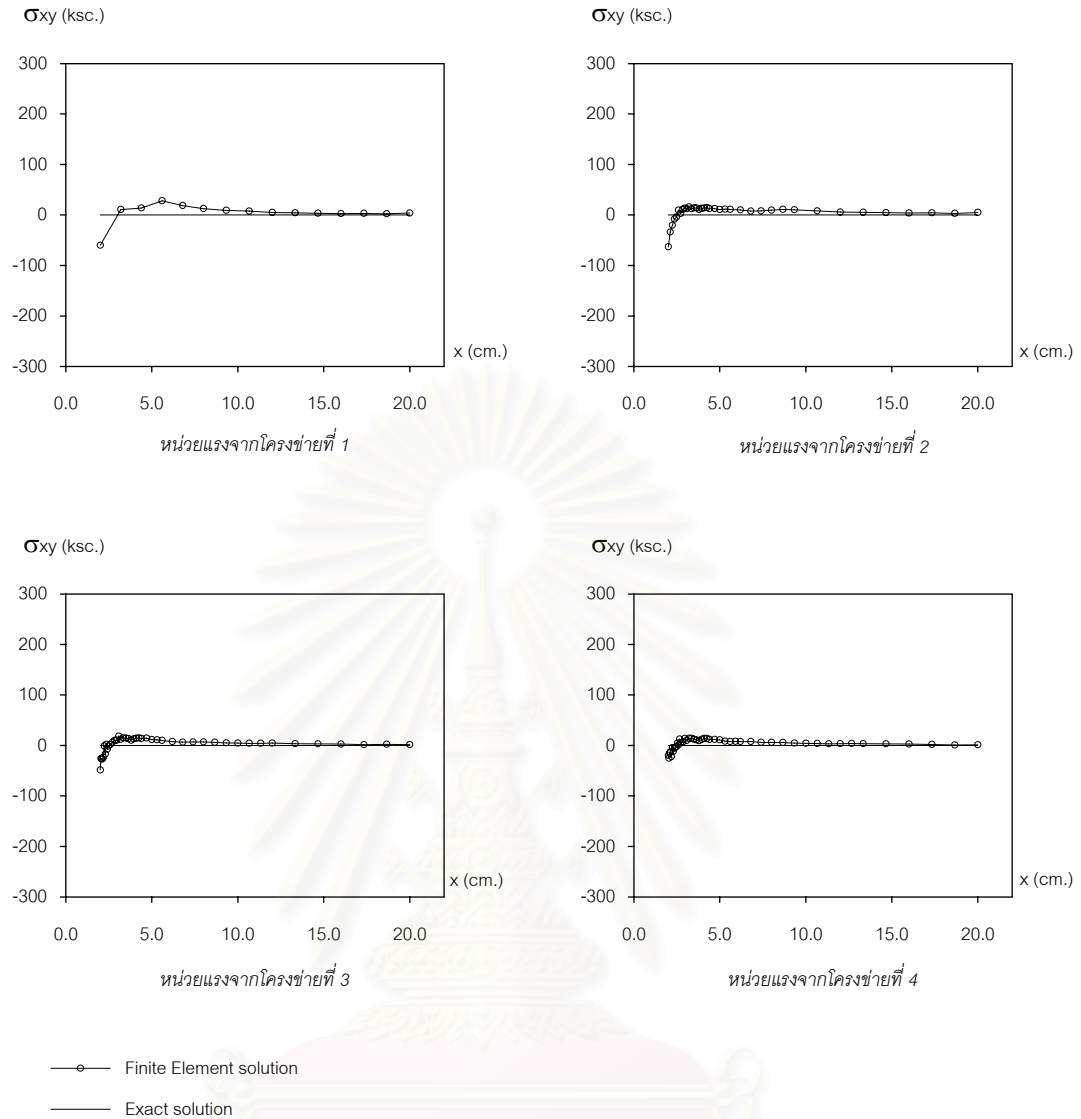 σxy (ksc.)
300
200
100
0
-100
-200
-300
x (cm.)
0.0 5.0 10.0 15.0 20.0
หน่วยแรงจากโครงข่ายที่ 1
σxy (ksc.)
300
200
100
0
-100
-200
-300
x (cm.)
0.0 5.0 10.0 15.0 20.0
หน่วยแรงจากโครงข่ายที่ 2
σxy (ksc.)
300
200
100
0
-100
-200
-300
x (cm.)
0.0 5.0 10.0 15.0 20.0
หน่วยแรงจากโครงข่ายที่ 3
σxy (ksc.)
300
200
100
0
-100
-200
-300
x (cm.)
0.0 5.0 10.0 15.0 20.0
หน่วยแรงจากโครงข่ายที่ 4
Finite Element solution
Exact solution